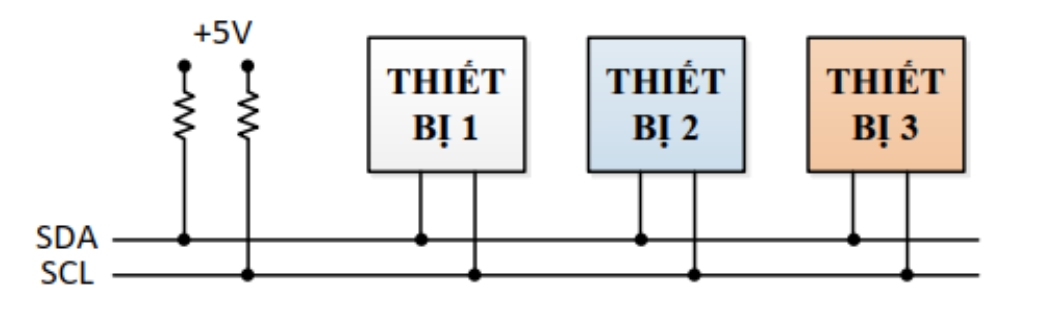 +5V
THIẾT
BỊ 1
THIẾT
BỊ 2
THIẾT
BỊ 3
SDA
SCL